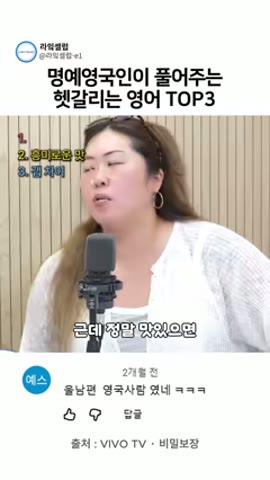 라임셀럽
@라임셀럽-e1
명예영국인이 풀어주는
헷갈리는 영어 TOP3
1.
2. 흥미로운 맛
3. 갭 차이
근데 정말 맛있으면
예스
2개월 전
울남편 영국사람 였네 ㅋㅋㅋ
답글
출처 : VIVO TV · 비밀보장